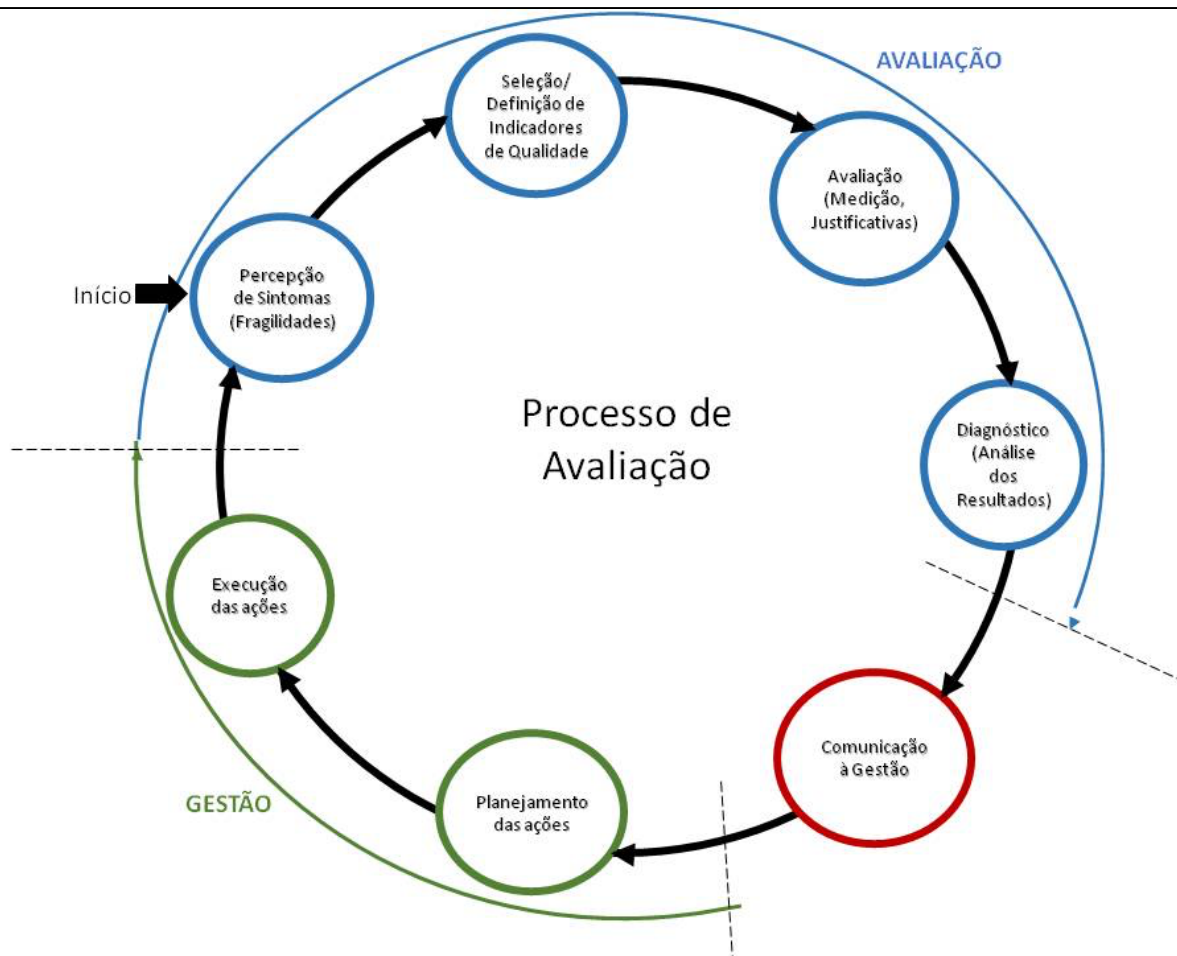 AVALIAÇÃO
Seleção/
Definição de
Indicadores
de Qualidade
Avaliação
(Medição,
Justificativas)
Início
Percepção
de Sintomas
(Fragilidades)
Processo de
Avaliação
Diagnóstico
(Análise
dos
Resultados)
Execução
das ações
Comunicação
à Gestão
GESTÃO
Planejamento
das ações